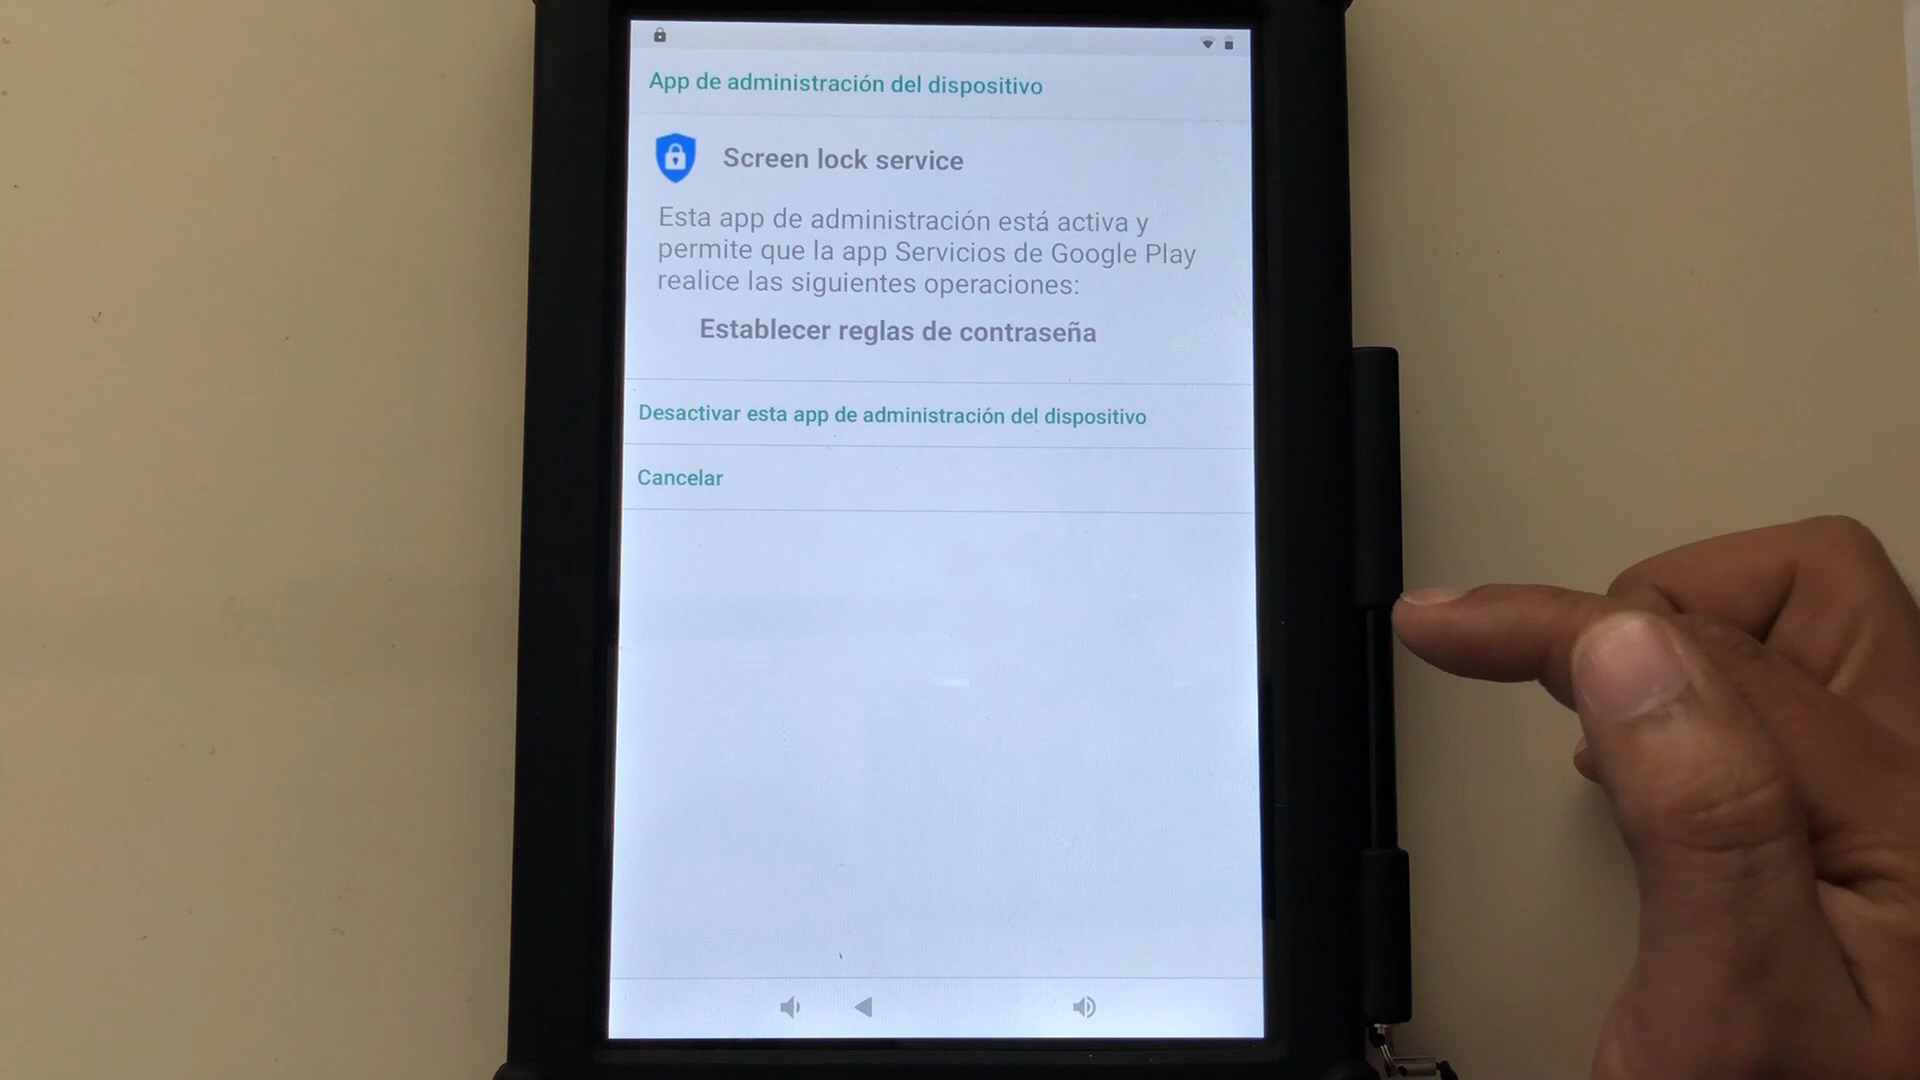 App de administración del dispositivo
Screen lock service
Esta app de administración está activa y
permite que la app Servicios de Google Play
realice las siguientes operaciones:
Establecer reglas de contraseña
Desactivar esta app de administración del dispositivo
Cancelar